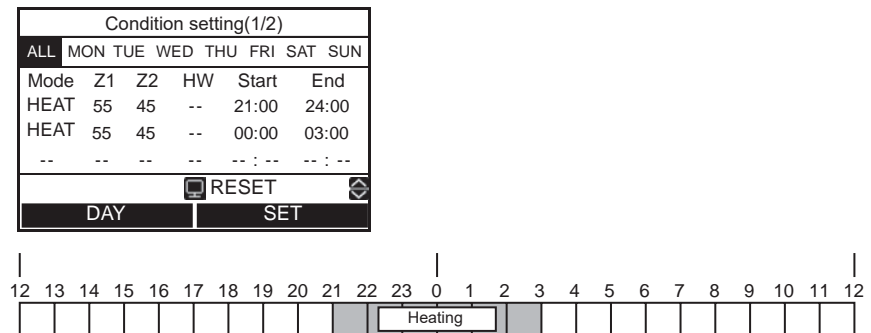 Condition setting(1/2)
ALL MON TUE WED THU FRI SAT SUN
Mode Z1 Z2 HW Start End
HEAT 55 45 -- 21:00 24:00
HEAT 55 45 -- 00:00 03:00
-- -- -- -- -- : -- -- : --
RESET
DAY SET
12 13 14 15 16 17 18 19 20 21 22 23 0 1 2 3 4 5 6 7 8 9 10 11 12
Heating